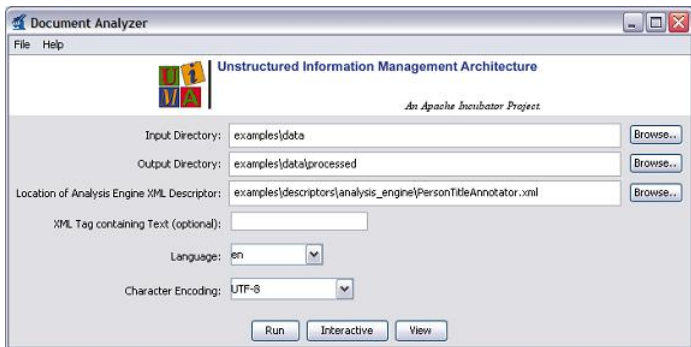 Document Analyzer
File Help
UIMA
Unstructured Information Management Architecture
An Apache Incubator Project.
Input Directory: examples\data Browse..
Output Directory: examples\data\processed Browse..
Location of Analysis Engine XML Descriptor: examples\descriptors\analysis_engine\PersonTitleAnnotator.xml Browse..
XML Tag containing Text (optional):
Language: en
Character Encoding: UTF-8
Run Interactive View